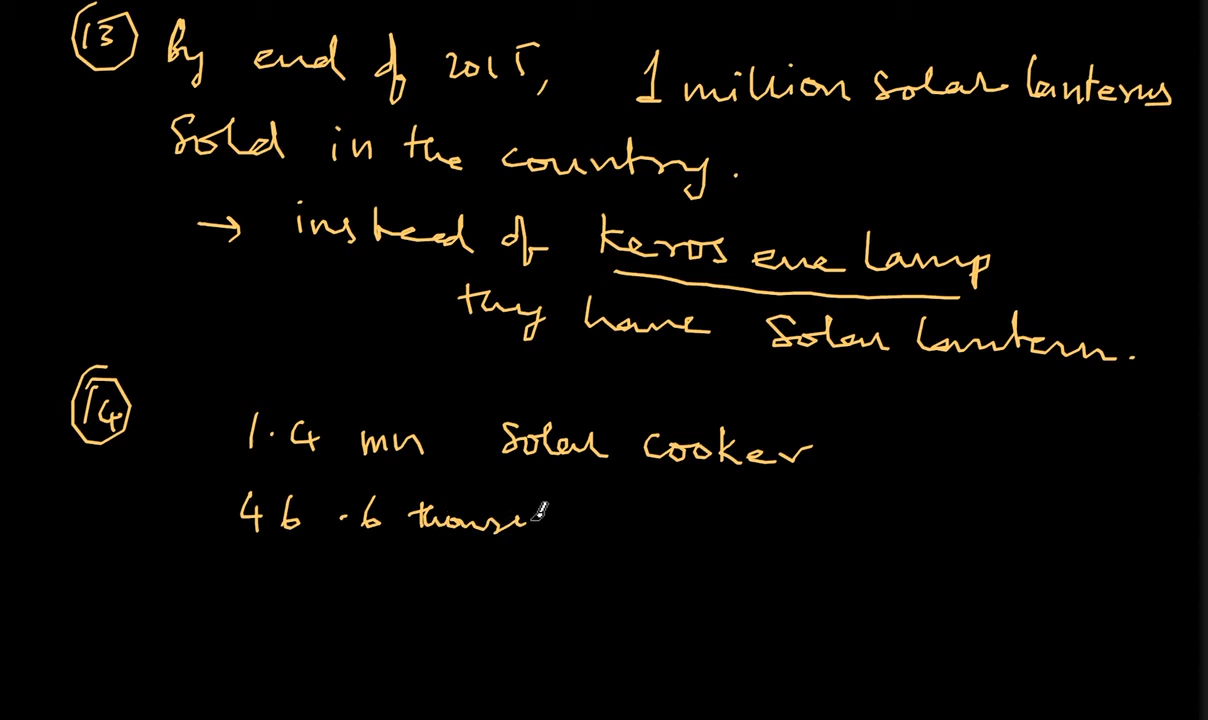 13 By end of 2015, 1 million solar lanterns
Sold in the country.
→ instead of kerosene lamp
they have Solar lantern.
14
1.4 mn Solar cooker
46.6 thous